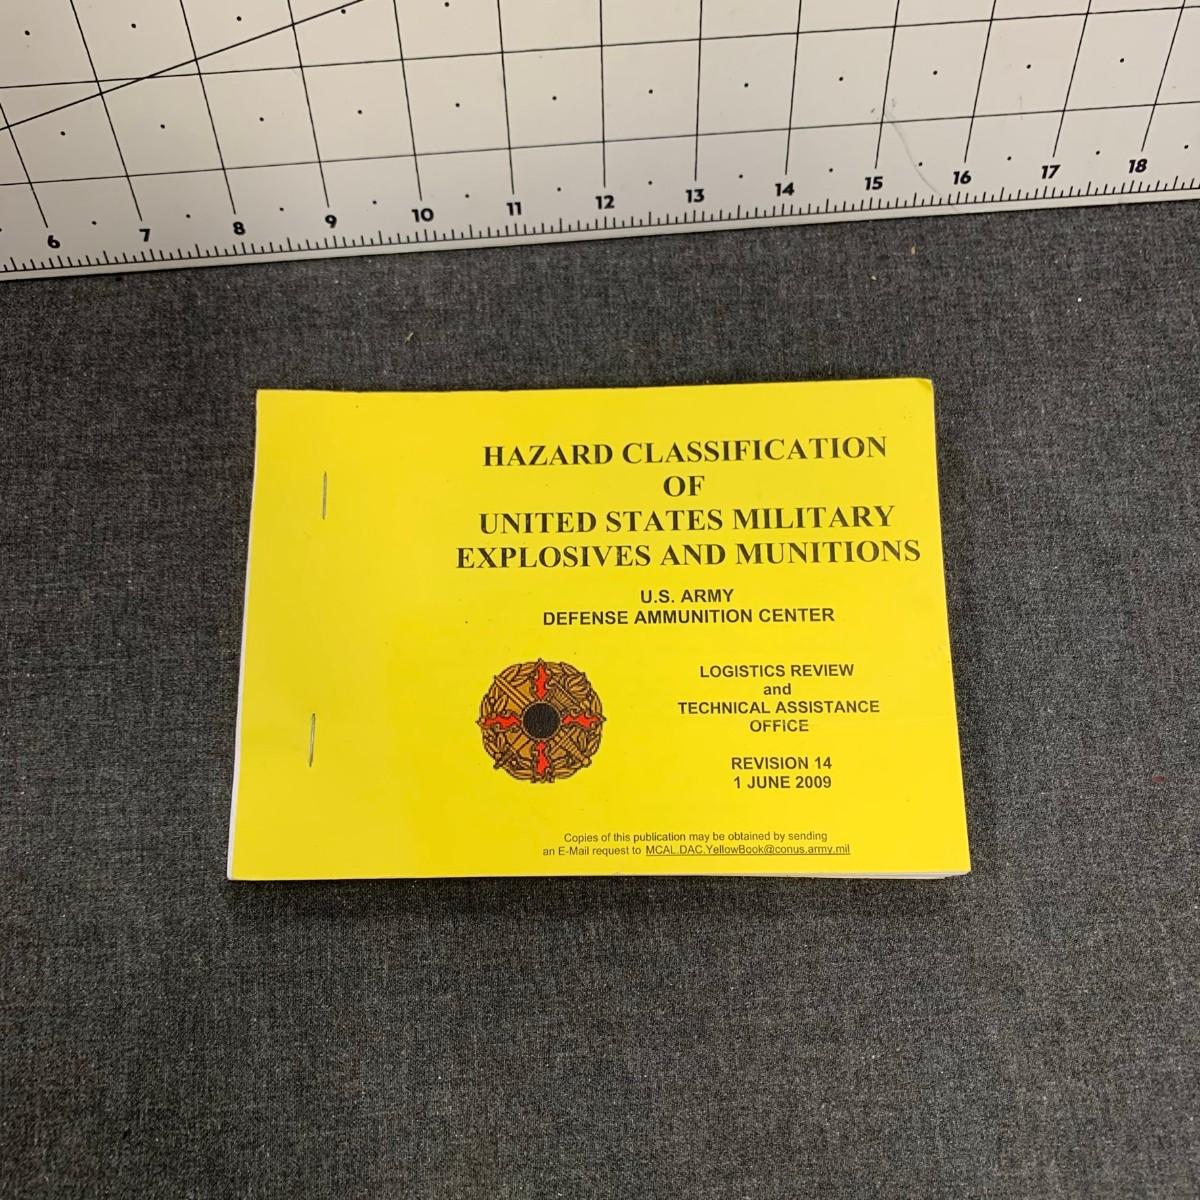 6 7 8 9 10 11 12 13 14 15 16 17 18
HAZARD CLASSIFICATION
OF
UNITED STATES MILITARY
EXPLOSIVES AND MUNITIONS
U.S. ARMY
DEFENSE AMMUNITION CENTER
LOGISTICS REVIEW
and
TECHNICAL ASSISTANCE
OFFICE
REVISION 14
1 JUNE 2009
Copies of this publication may be obtained by sending
an E-Mail request to MCAL.DAC.YellowBook@conus.army.mil